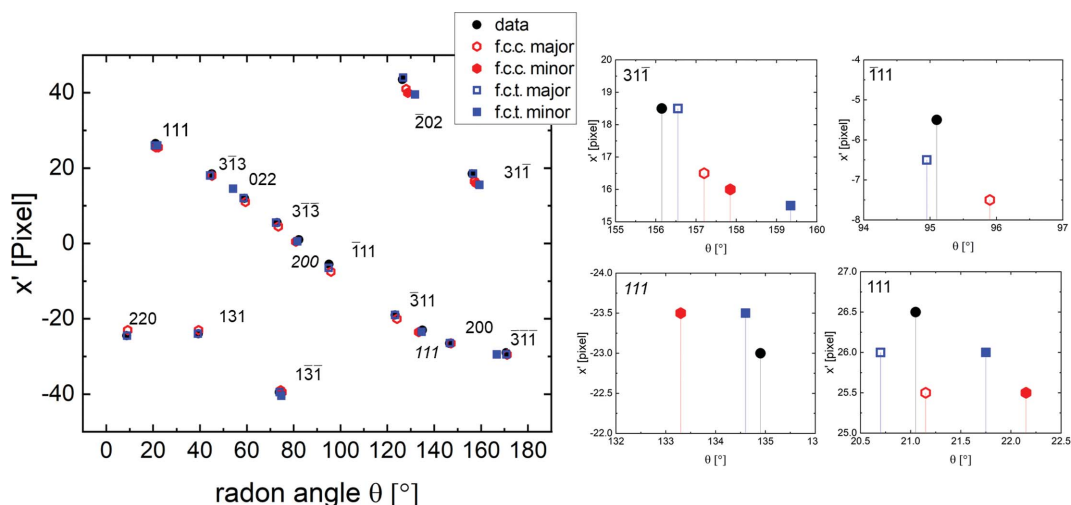 data
f.c.c. major
f.c.c. minor
f.c.t. major
f.c.t. minor
x' [Pixel]
40
20
0
-20
-40
0 20 40 60 80 100 120 140 160 180
radon angle θ [°]
2̅02
111
31̅3
022
311̅
31̅3̅
200
1̅11
3̅11
220
131
111
200
3̅1̅1̅
13̅1̅
311̅
x' [pixel]
20
19
18
17
16
15
155 156 157 158 159 160
θ [°]
1̅11
x' [pixel]
-4
-5
-6
-7
-8
94 95 96 97
θ [°]
111
x' [pixel]
-24.0
-23.5
-23.0
-22.5
-22.0
132 133 134 135 13
θ [°]
111
x' [pixel]
27.0
26.5
26.0
25.5
25.0
20.5 21.0 21.5 22.0 22.5
θ [°]